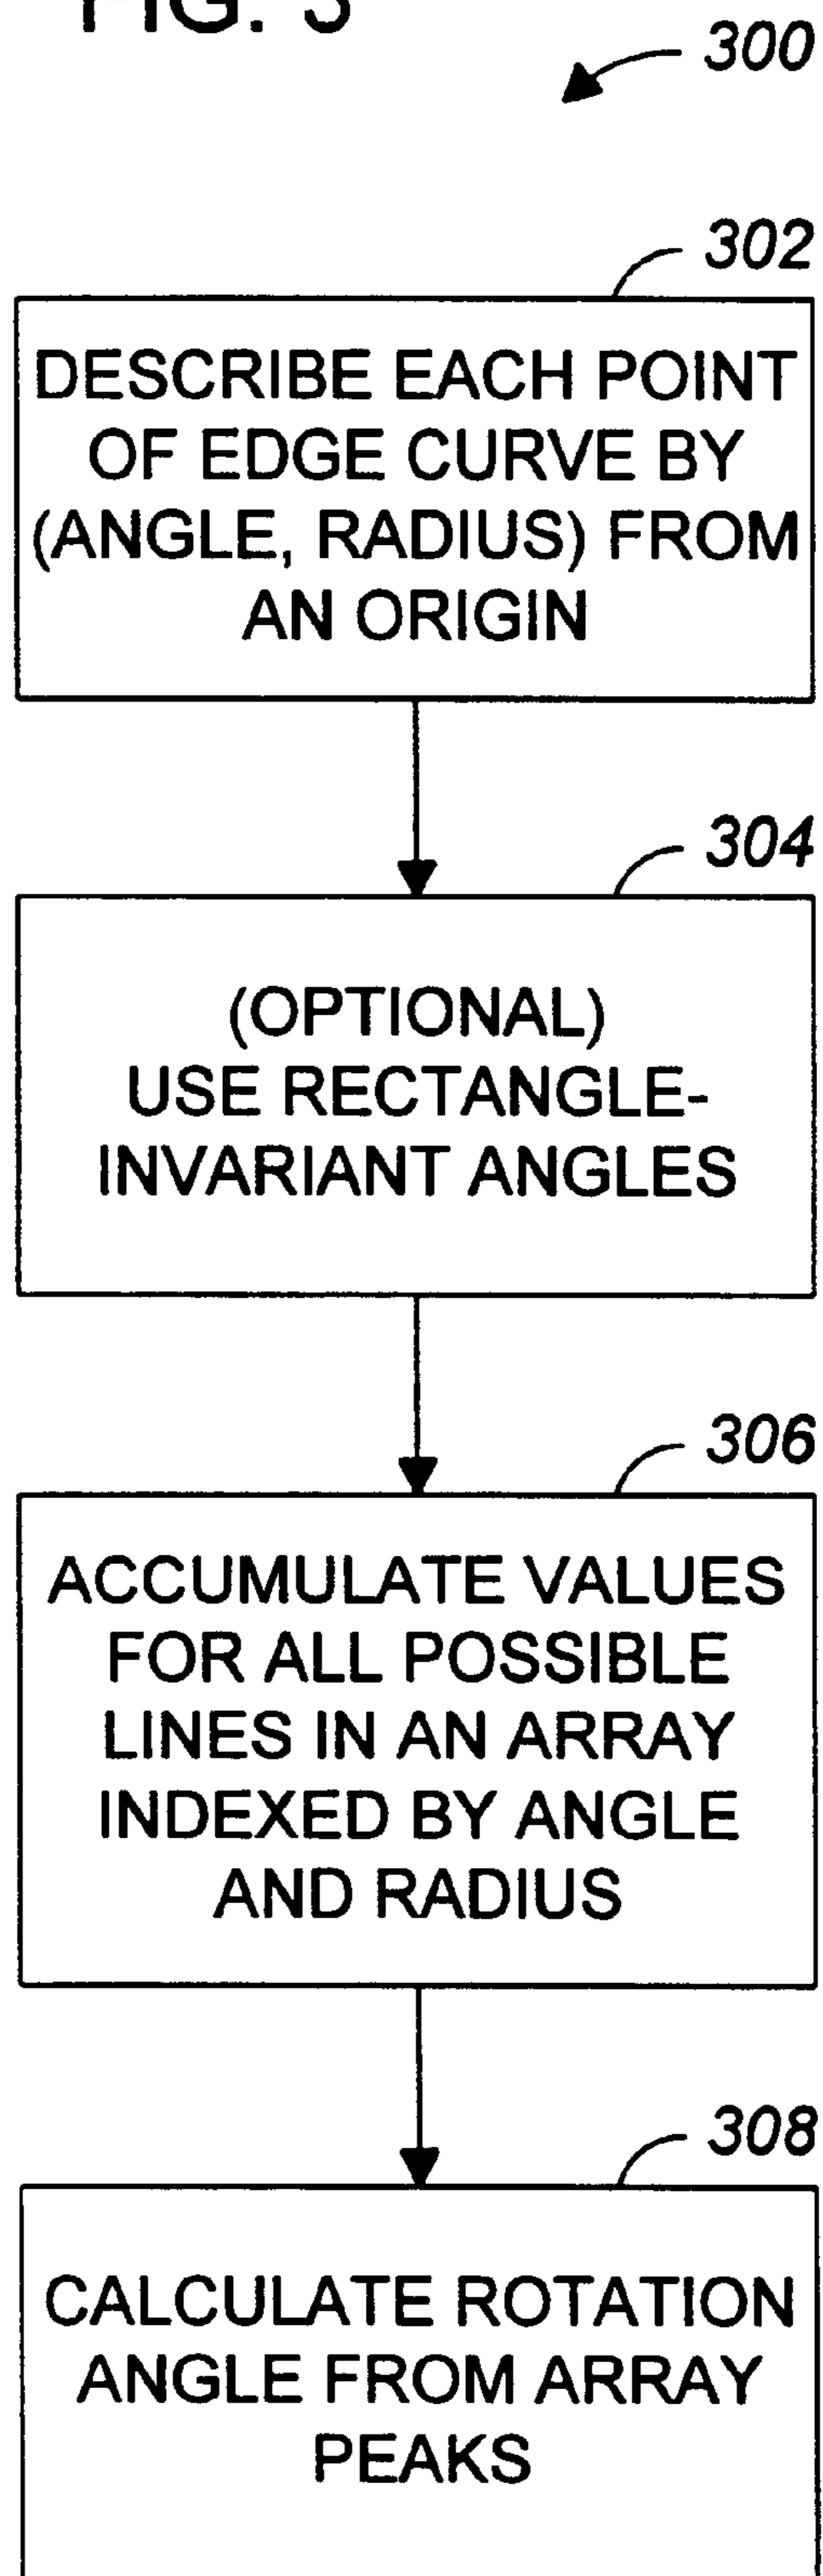 FIG. 3
300
302
DESCRIBE EACH POINT
OF EDGE CURVE BY
(ANGLE, RADIUS) FROM
AN ORIGIN
304
(OPTIONAL)
USE RECTANGLE-
INVARIANT ANGLES
306
ACCUMULATE VALUES
FOR ALL POSSIBLE
LINES IN AN ARRAY
INDEXED BY ANGLE
AND RADIUS
308
CALCULATE ROTATION
ANGLE FROM ARRAY
PEAKS